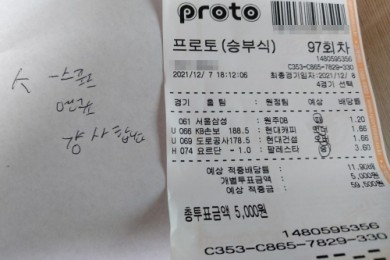 K -스포츠
연구
감사합니다
proto
프로토(승부식) 97회차
1480595356
C353-C865-7829-330
2021/12/ 7 18:12:06 최종경기일자:2021/12/ 8
4경기 선택
경기 홈팀 : 원정팀 예상 배당률
061 서울삼성 : 원주DB 1.20
U 066 KB손보 188.5 : 현대캐피 1.66
U 069 도로공사178.5 : 현대건설 1.66
H 074 요르단 - 1.0 : 팔레스타 3.60
예상 적중배당률 : 11.90배
개별투표금액 : 5,000원
예상 적중금 : 59,500원
총투표금액 5,000원
1480595356
C353-C865-7829-330